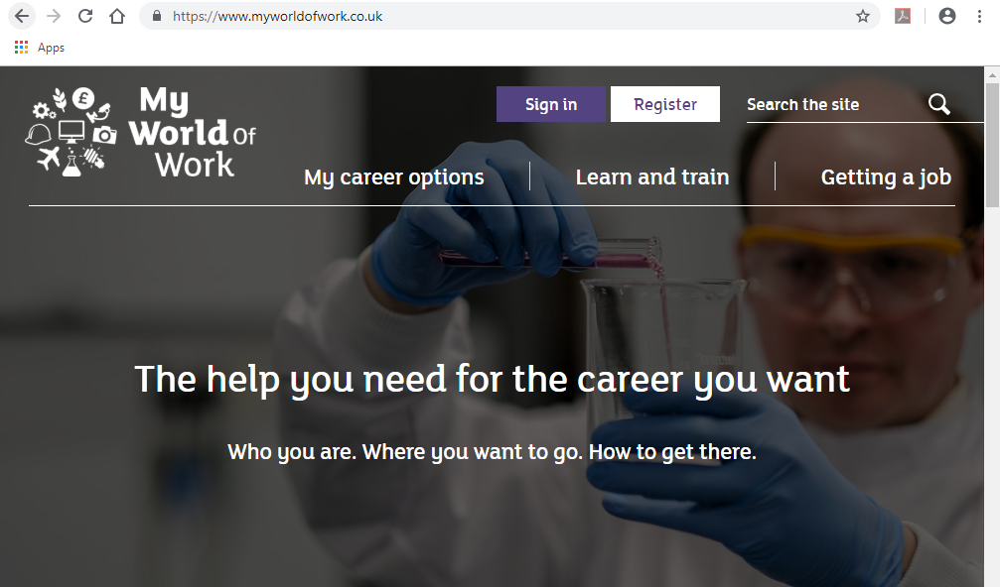 https://www.myworldofwork.co.uk
Apps
My
World Of
Work
Sign in
Register
Search the site
My career options
Learn and train
Getting a job
The help you need for the career you want
Who you are. Where you want to go. How to get there.